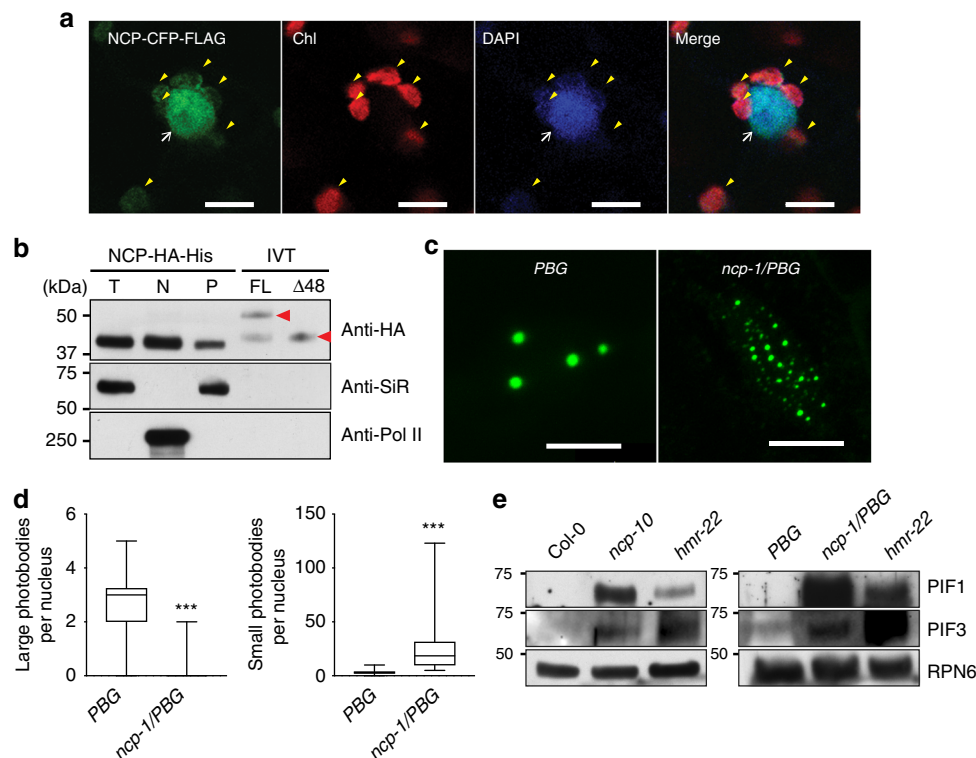 a
NCP-CFP-FLAG Chl DAPI Merge
b
NCP-HA-His IVT
(kDa) T N P FL Δ48
50
37
Anti-HA
75
50
Anti-SiR
250
Anti-Pol II
c
PBG ncp-1/PBG
d
Large photobodies
per nucleus
6
4
2
0
***
PBG
ncp-1/PBG
Small photobodies
per nucleus
150
100
50
0
***
PBG
ncp-1/PBG
e
Col-0 ncp-10 hmr-22 PBG ncp-1/PBG hmr-22
75 75 PIF1
75 75 PIF3
50 50 RPN6